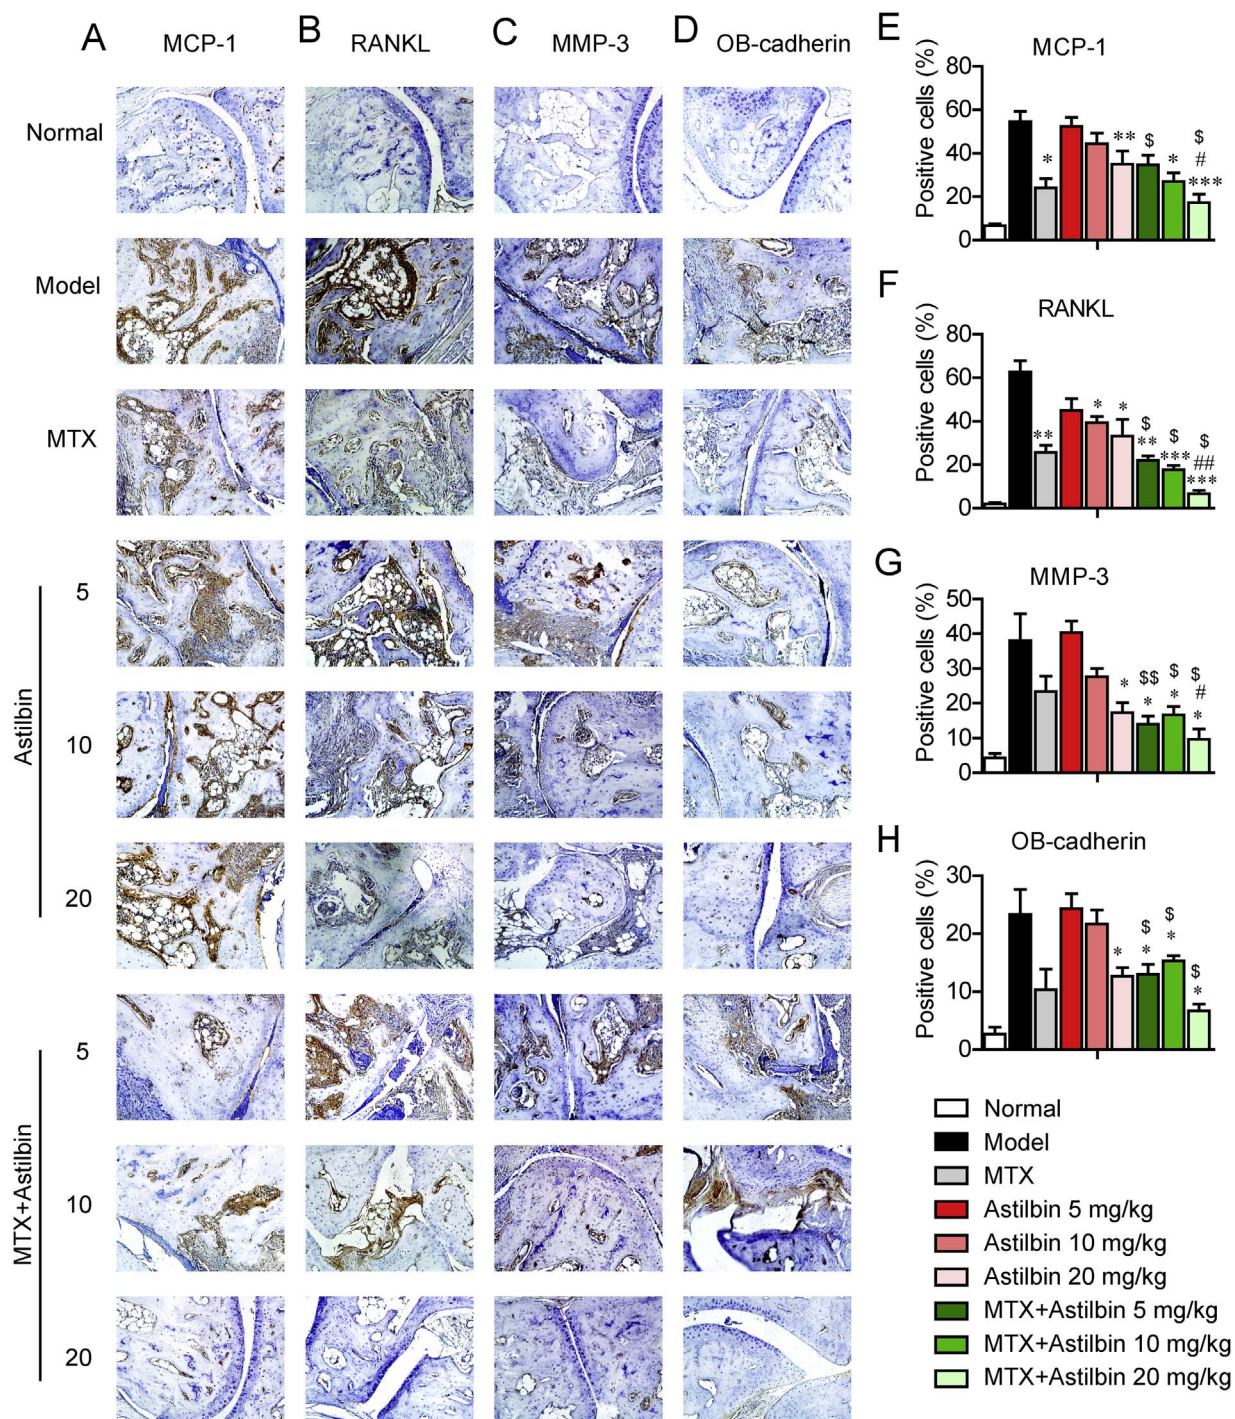 A MCP-1
B RANKL
C MMP-3
D OB-cadherin
Normal
Model
MTX
Astilbin
5
10
20
MTX+Astilbin
5
10
20
E
MCP-1
Positive cells (%)
80
60
40
20
0
*
**
$
*
$
#
***
F
RANKL
Positive cells (%)
80
60
40
20
0
**
*
*
$
**
$
***
$
##
***
G
MMP-3
Positive cells (%)
50
40
30
20
10
0
*
$$
*
$
*
$
#
*
H
OB-cadherin
Positive cells (%)
30
20
10
0
*
$
*
$
*
$
*
Normal
Model
MTX
Astilbin 5 mg/kg
Astilbin 10 mg/kg
Astilbin 20 mg/kg
MTX+Astilbin 5 mg/kg
MTX+Astilbin 10 mg/kg
MTX+Astilbin 20 mg/kg